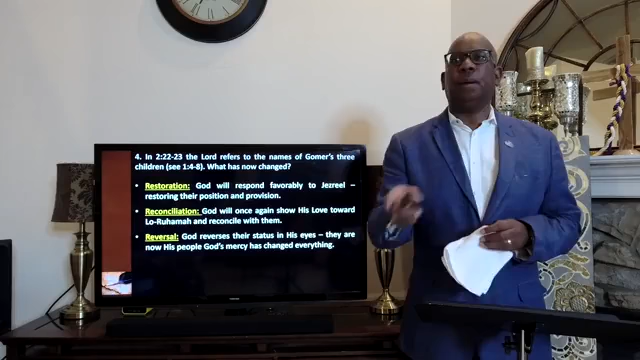 4. In 2:22-23 the Lord refers to the names of Gomer's three
children (see 1:4-8). What has now changed?
• Restoration: God will respond favorably to Jezreel –
restoring their position and provision.
• Reconciliation: God will once again show His Love toward
Lo-Ruhamah and reconcile with them.
• Reversal: God reverses their status in His eyes – they are
now His people God's mercy has changed everything.